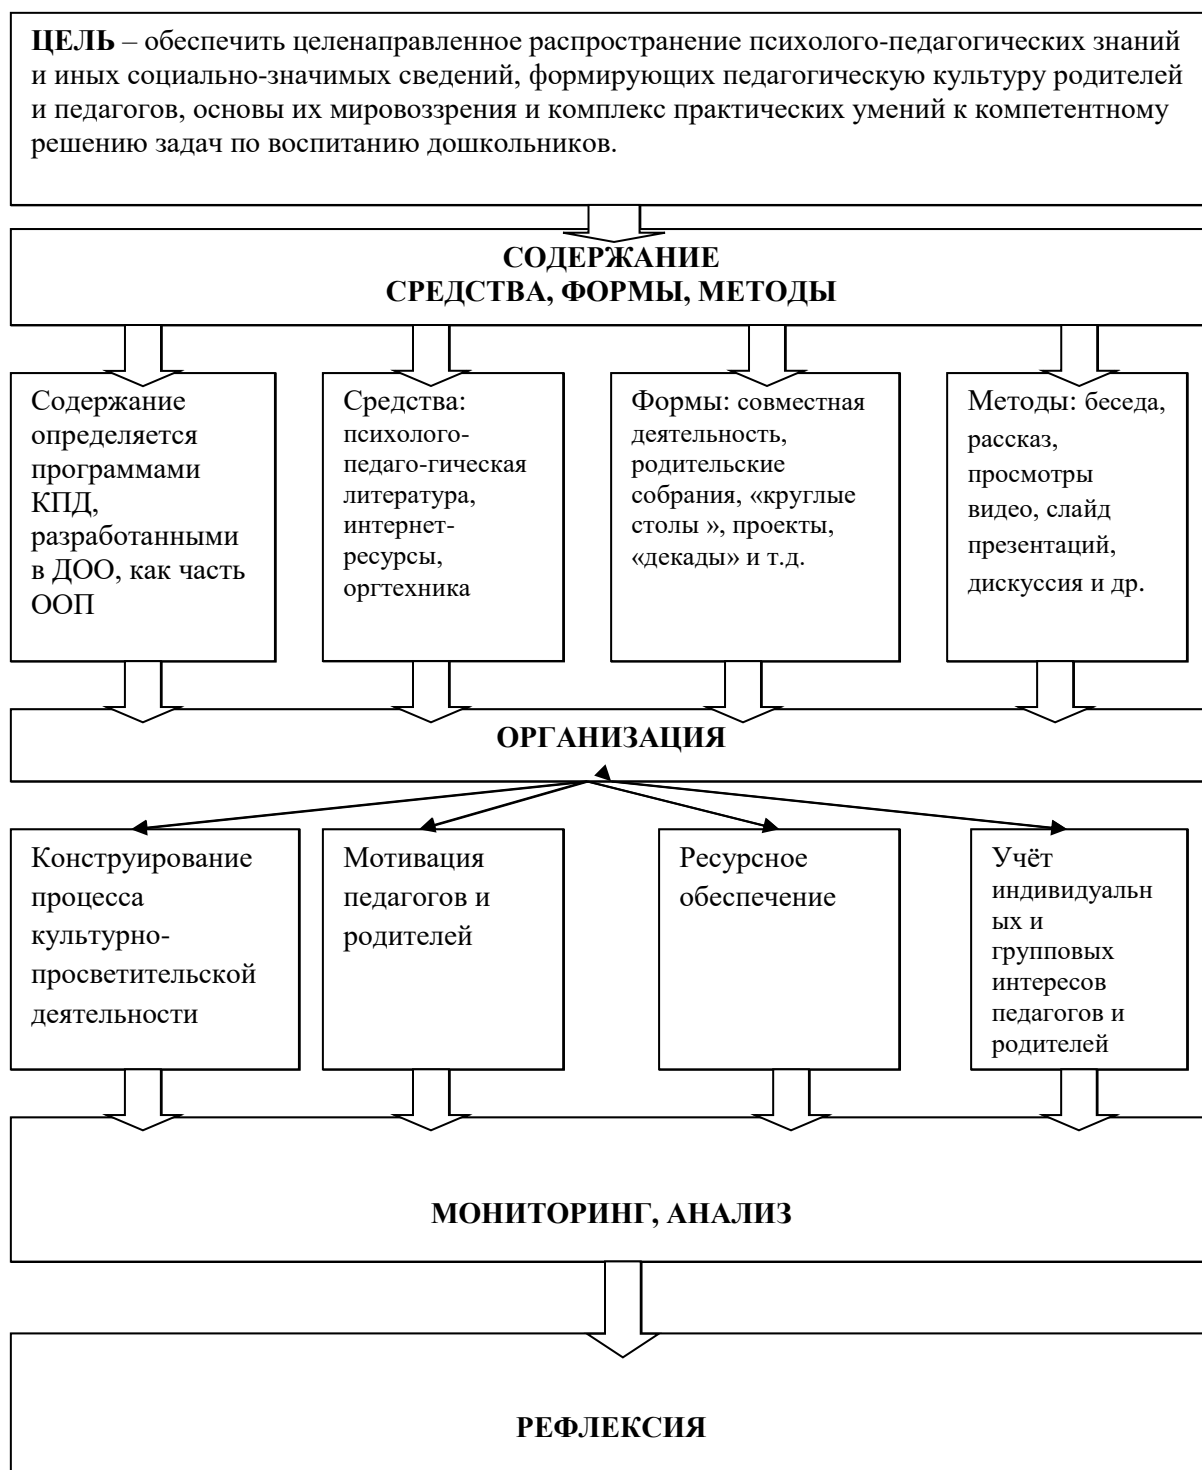 ЦЕЛЬ – обеспечить целенаправленное распространение психолого-педагогических знаний
и иных социально-значимых сведений, формирующих педагогическую культуру родителей
и педагогов, основы их мировоззрения и комплекс практических умений к компетентному
решению задач по воспитанию дошкольников.
СОДЕРЖАНИЕ
СРЕДСТВА, ФОРМЫ, МЕТОДЫ
Содержание
определяется
программами
КПД,
разработанными
в ДОО, как часть
ООП
Средства:
психолого-
педаго-гическая
литература,
интернет-
ресурсы,
оргтехника
Формы: совместная
деятельность,
родительские
собрания, «круглые
столы », проекты,
«декады» и т.д.
Методы: беседа,
рассказ,
просмотры
видео, слайд
презентаций,
дискуссия и др.
ОРГАНИЗАЦИЯ
Конструирование
процесса
культурно-
просветительской
деятельности
Мотивация
педагогов и
родителей
Ресурсное
обеспечение
Учёт
индивидуальн
ых и
групповых
интересов
педагогов и
родителей
МОНИТОРИНГ, АНАЛИЗ
РЕФЛЕКСИЯ